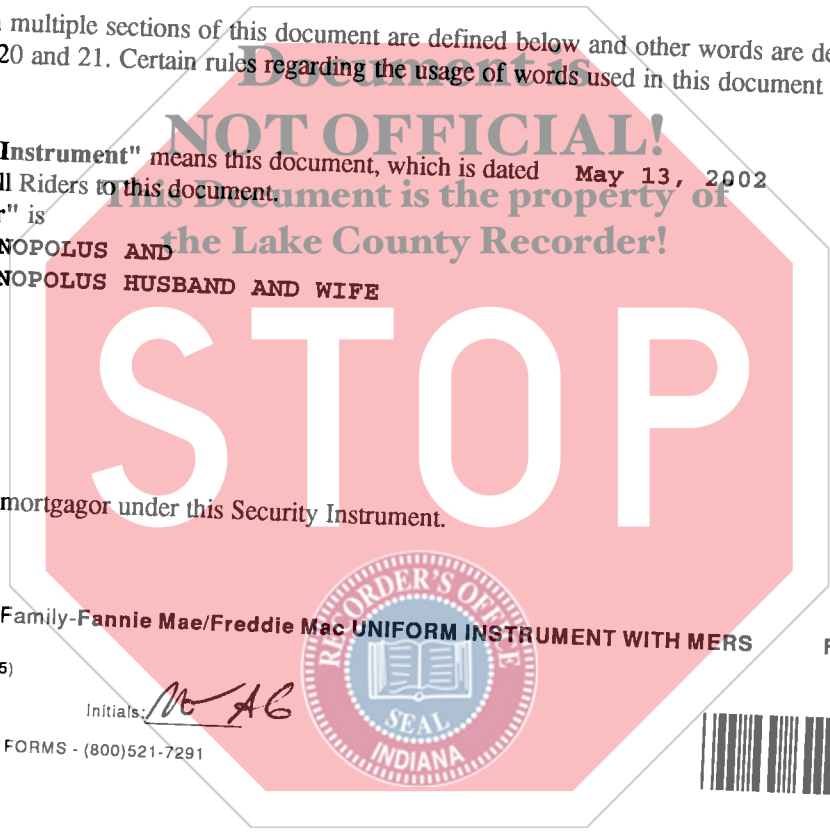 multiple sections of this document are defined below and other words are de
20 and 21. Certain rules regarding the usage of words used in this document
Document is
NOT OFFICIAL!
This Document is the property of
the Lake County Recorder!
Instrument" means this document, which is dated May 13, 2002
ll Riders to this document.
r" is
NOPOLUS AND
NOPOLUS HUSBAND AND WIFE
STOP
mortgagor under this Security Instrument.
RECORDER'S OFFICE
SEAL
INDIANA
Family-Fannie Mae/Freddie Mac UNIFORM INSTRUMENT WITH MERS F
5)
Initials:
FORMS - (800)521-7291